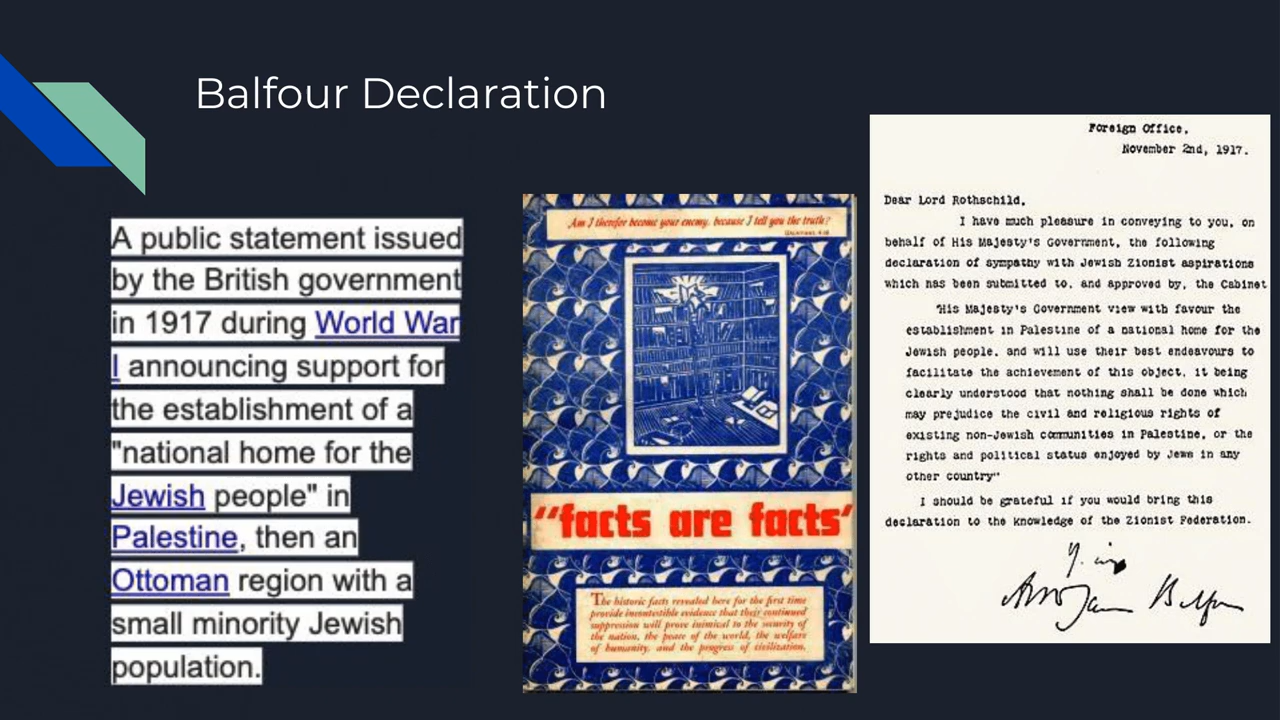 Balfour Declaration
A public statement issued
by the British government
in 1917 during World War
I announcing support for
the establishment of a
"national home for the
Jewish people" in
Palestine, then an
Ottoman region with a
small minority Jewish
population.
Am I therefor become your enemy, because I tell you the truth?
Galatians, 4:16
"facts are facts"
The historic facts revealed here for the first time
provide incontestible evidence that their continued
suppression will prove inimical to the security of
the nation, the peace of the world, the welfare
of humanity, and the progress of civilization.
Foreign Office,
November 2nd, 1917.
Dear Lord Rothschild,
I have much pleasure in conveying to you, on
behalf of His Majesty's Government, the following
declaration of sympathy with Jewish Zionist aspirations
which has been submitted to, and approved by, the Cabinet
"His Majesty's Government view with favour the
establishment in Palestine of a national home for the
Jewish people, and will use their best endeavours to
facilitate the achievement of this object, it being
clearly understood that nothing shall be done which
may prejudice the civil and religious rights of
existing non-Jewish communities in Palestine, or the
rights and political status enjoyed by Jews in any
other country"
I should be grateful if you would bring this
declaration to the knowledge of the Zionist Federation.